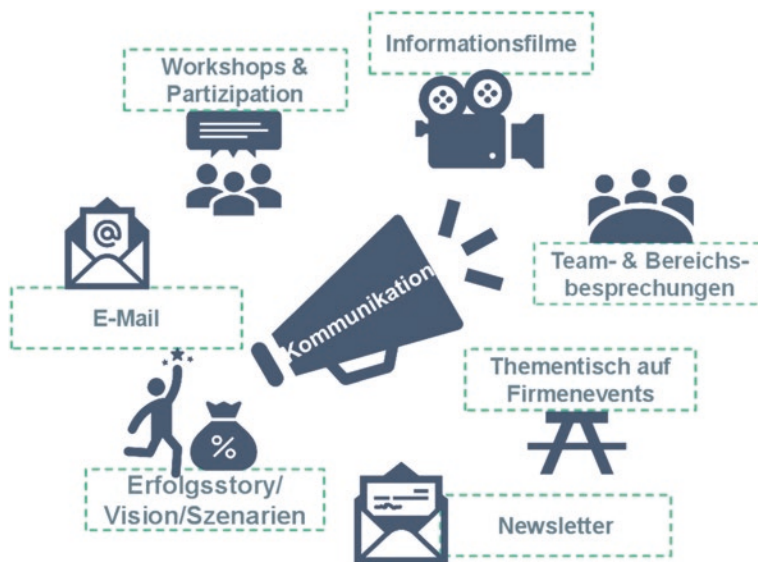 Informationsfilme
Workshops &
Partizipation
@
Team- & Bereichs-
besprechungen
E-Mail
Kommunikation
Thementisch auf
Firmenevents
%
Erfolgsstory/
Vision/Szenarien
Newsletter